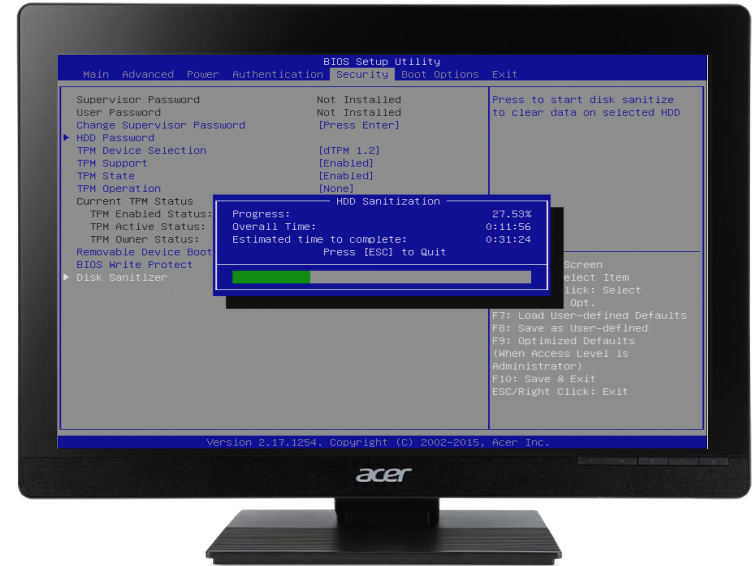 BIOS Setup Utility
Main Advanced Power Authentication Security Boot Options Exit
Supervisor Password Not Installed
User Password Not Installed
Change Supervisor Password [Press Enter]
HDD Password
TPM Device Selection [dTPM 1.2]
TPM Support [Enabled]
TPM State [Enabled]
TPM Operation [None]
Current TPM Status
TPM Enabled Status:
TPM Active Status:
TPM Owner Status:
Removable Device Boot
BIOS Write Protect
Disk Sanitizer
HDD Sanitization
Progress: 27.53%
Overall Time: 0:11:56
Estimated time to complete: 0:31:24
Press [ESC] to Quit
Press to start disk sanitize
to clear data on selected HDD
Screen
elect Item
lick: Select
Opt.
F7: Load User-defined Defaults
F8: Save as User-defined
F9: Optimized Defaults
(When Access Level is
Administrator)
F10: Save & Exit
ESC/Right Click: Exit
Version 2.17.1254. Copyright (C) 2002-2015, Acer Inc.
acer